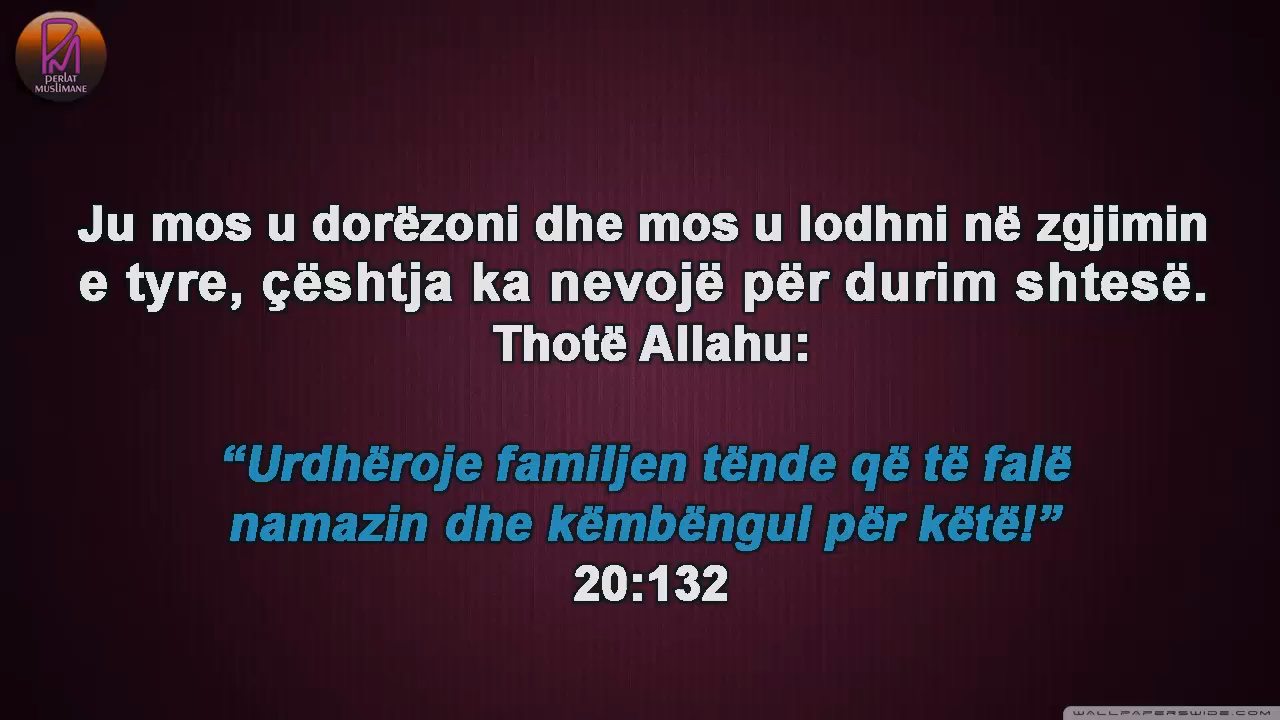 PM
PERLAT
MUSLIMANE
Ju mos u dorëzoni dhe mos u lodhni në zgjimin
e tyre, çështja ka nevojë për durim shtesë.
Thotë Allahu:
“Urdhëroje familjen tënde që të falë
namazin dhe këmbëngul për këtë!”
20:132
WALLPAPERSWIDE.COM